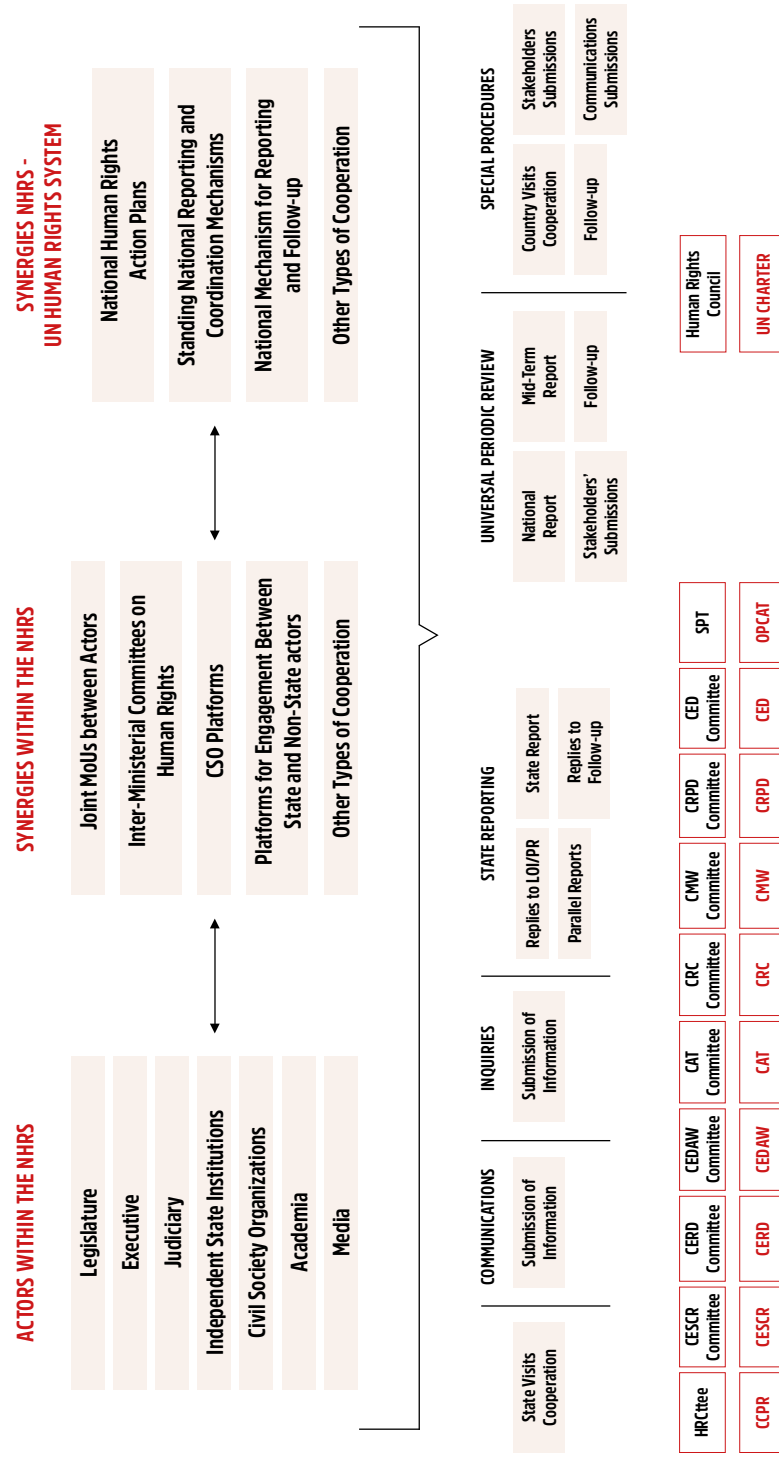 ACTORS WITHIN THE NHRS
Legislature
Executive
Judiciary
Independent State Institutions
Civil Society Organizations
Academia
Media
SYNERGIES WITHIN THE NHRS
Joint MoUs between Actors
Inter-Ministerial Committees on
Human Rights
CSO Platforms
Platforms for Engagement Between
State and Non-State actors
Other Types of Cooperation
SYNERGIES NHRS -
UN HUMAN RIGHTS SYSTEM
National Human Rights
Action Plans
Standing National Reporting and
Coordination Mechanisms
National Mechanism for Reporting
and Follow-up
Other Types of Cooperation
State Visits
Cooperation
COMMUNICATIONS
Submission of
Information
INQUIRIES
Submission of
Information
STATE REPORTING
Replies to LOI/PR
State Report
Parallel Reports
Replies to
Follow-up
UNIVERSAL PERIODIC REVIEW
National
Report
Mid-Term
Report
Stakeholders'
Submissions
Follow-up
SPECIAL PROCEDURES
Country Visits
Cooperation
Stakeholders
Submissions
Follow-up
Communications
Submissions
HRCttee
CESCR
Committee
CERD
Committee
CEDAW
Committee
CAT
Committee
CRC
Committee
CMW
Committee
CRPD
Committee
CED
Committee
SPT
Human Rights
Council
CCPR
CESCR
CERD
CEDAW
CAT
CRC
CMW
CRPD
CED
OPCAT
UN CHARTER